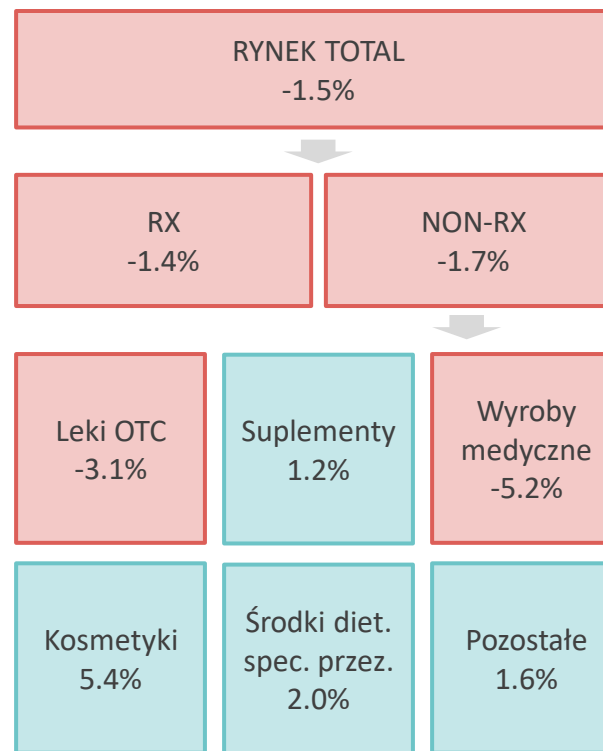 RYNEK TOTAL
-1.5%
RX
-1.4%
NON-RX
-1.7%
Leki OTC
-3.1%
Suplementy
1.2%
Wyroby
medyczne
-5.2%
Kosmetyki
5.4%
Środki diet.
spec. przez.
2.0%
Pozostałe
1.6%